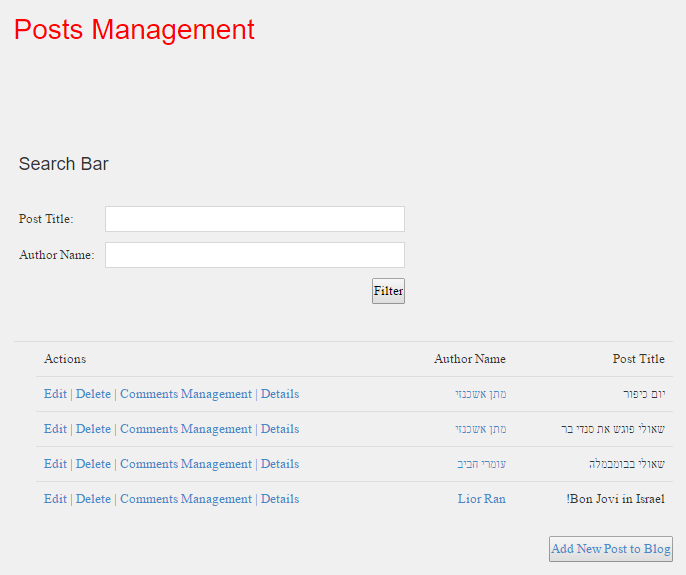 Posts Management
Search Bar
Post Title:
Author Name:
Filter
Actions Author Name Post Title
Edit | Delete | Comments Management | Details מתן אשכנזי יום כיפור
Edit | Delete | Comments Management | Details מתן אשכנזי שאולי פוגש את סנדי בר
Edit | Delete | Comments Management | Details עומרי חביב שאולי בבומבמלה
Edit | Delete | Comments Management | Details Lior Ran !Bon Jovi in Israel
Add New Post to Blog